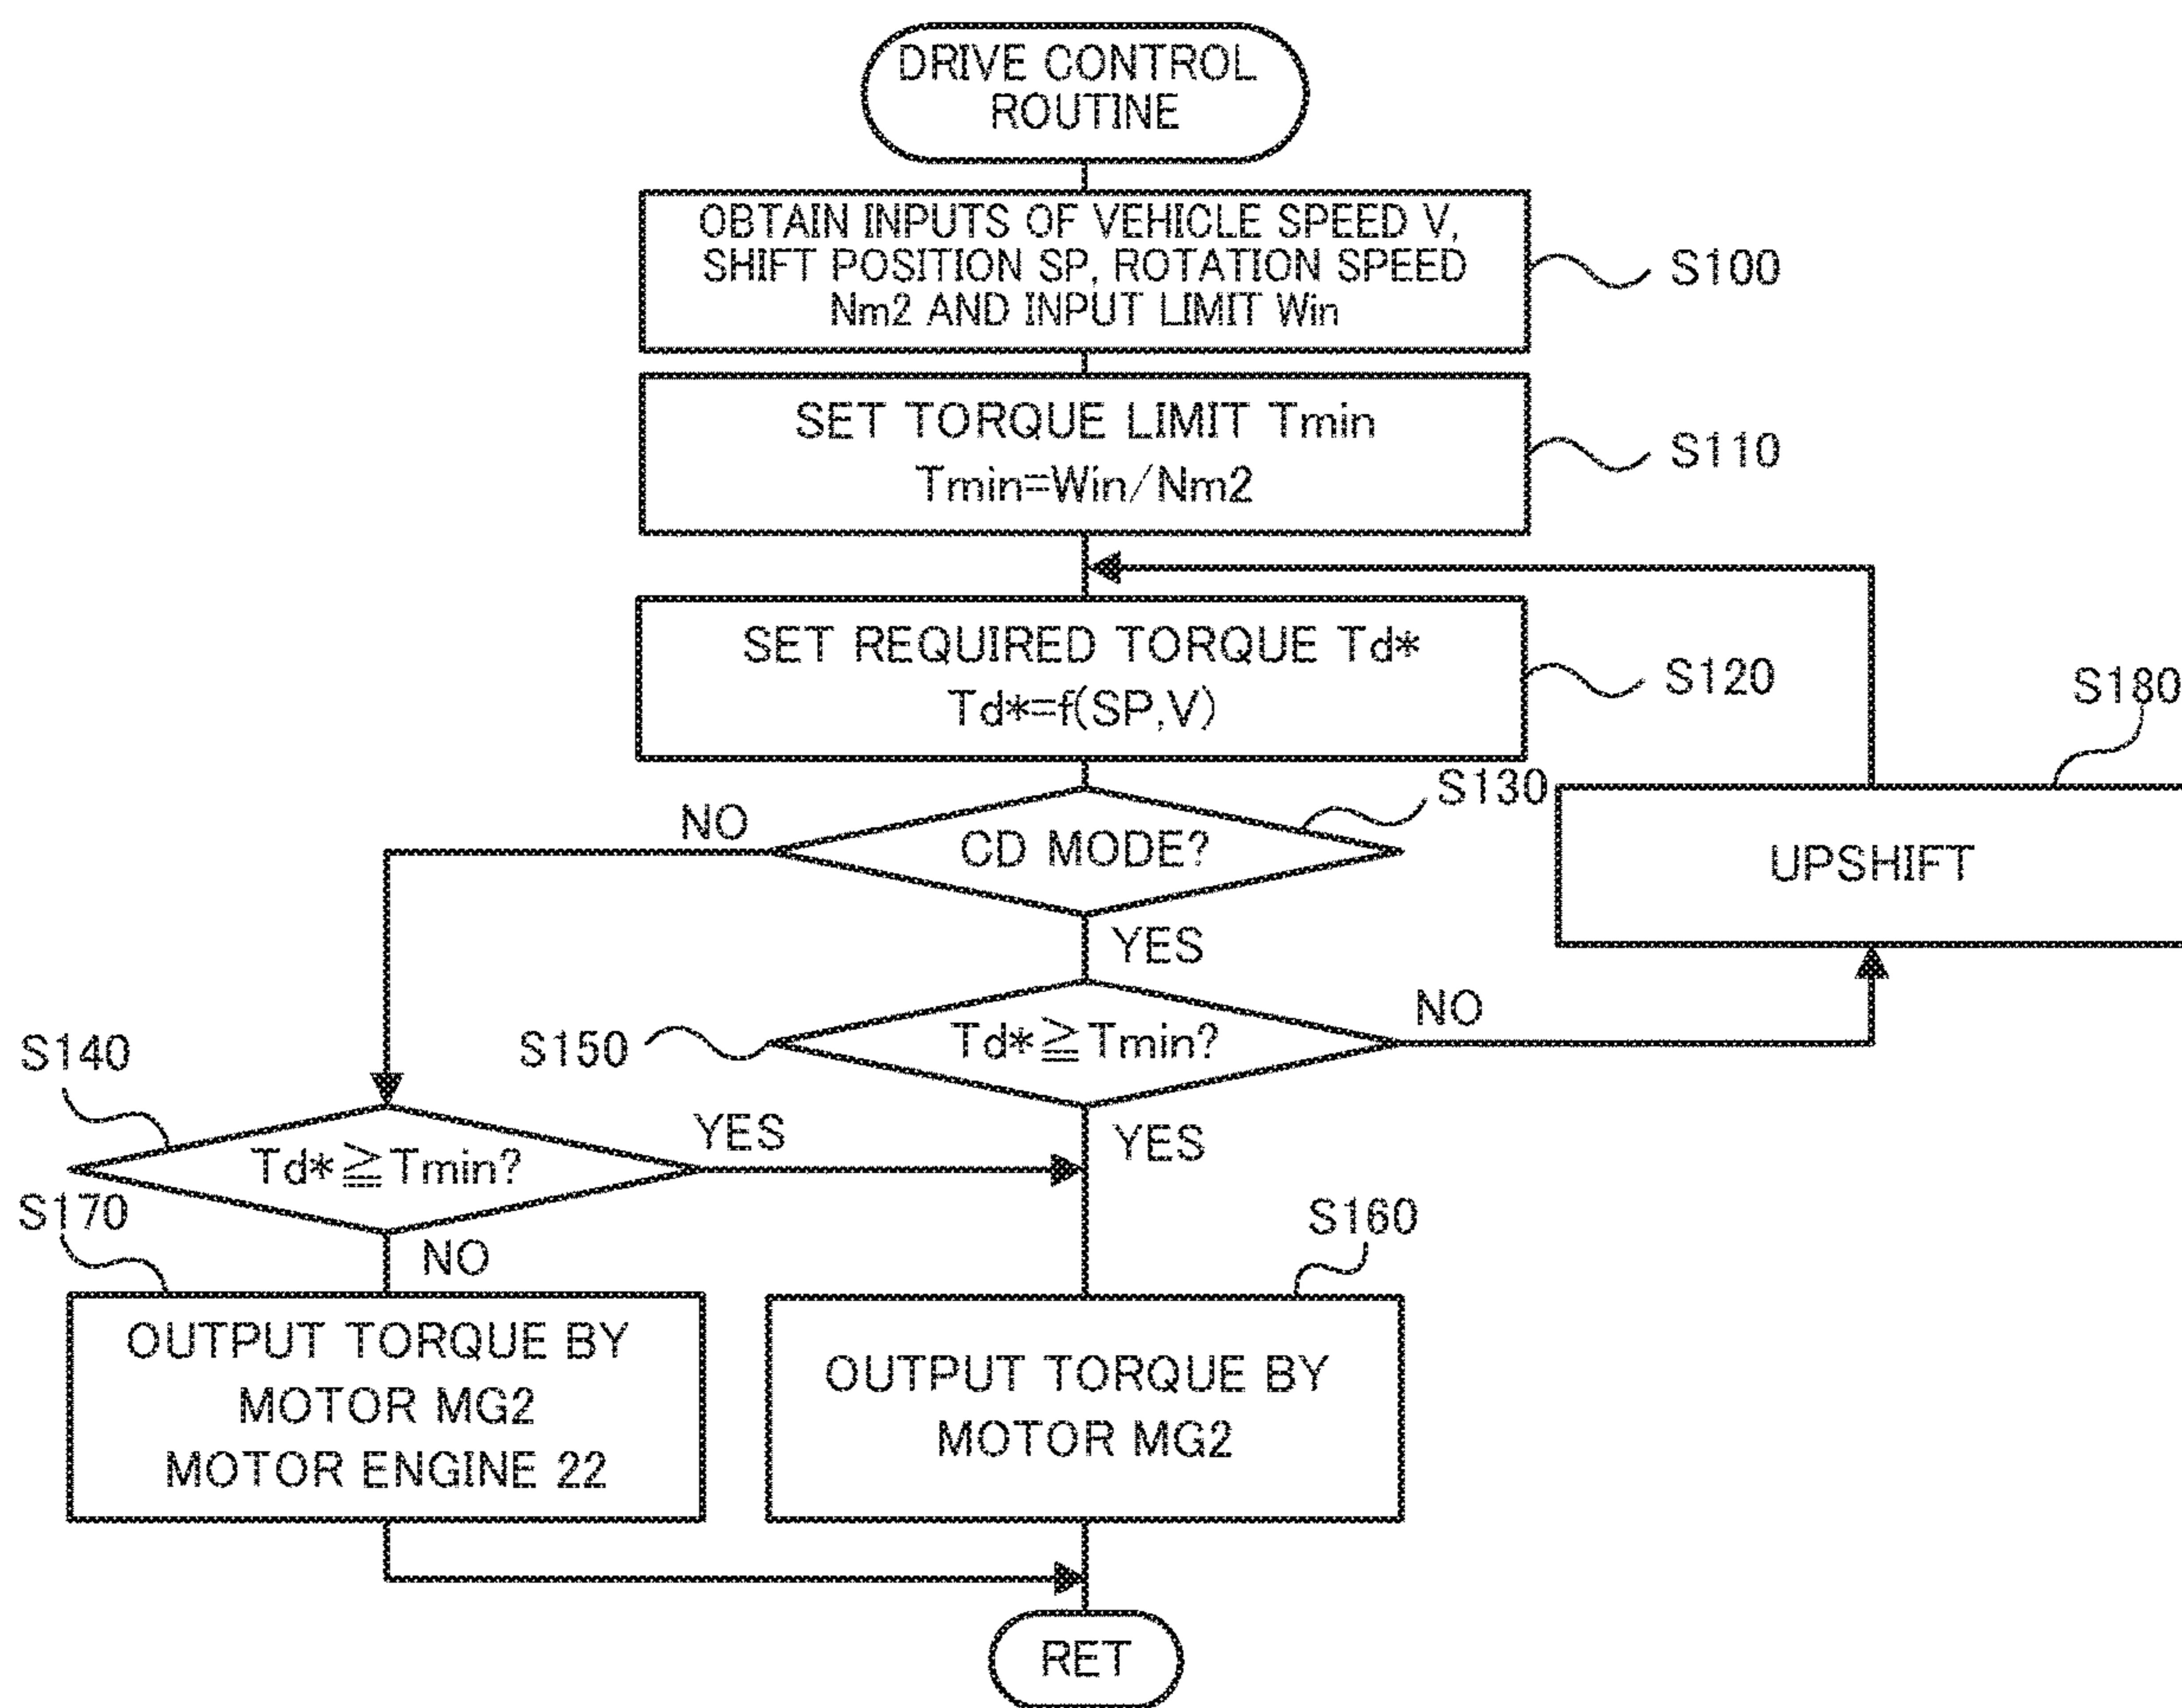 DRIVE CONTROL
ROUTINE
OBTAIN INPUTS OF VEHICLE SPEED V,
SHIFT POSITION SP, ROTATION SPEED
Nm2 AND INPUT LIMIT Win
S100
SET TORQUE LIMIT Tmin
Tmin=Win/Nm2
S110
SET REQUIRED TORQUE Td*
Td*=f(SP,V)
S120
S180
S130
NO
CD MODE?
UPSHIFT
YES
NO
S150
Td*≧Tmin?
S140
YES
YES
Td*≧Tmin?
S170
S160
NO
OUTPUT TORQUE BY
MOTOR MG2
MOTOR ENGINE 22
OUTPUT TORQUE BY
MOTOR MG2
RET